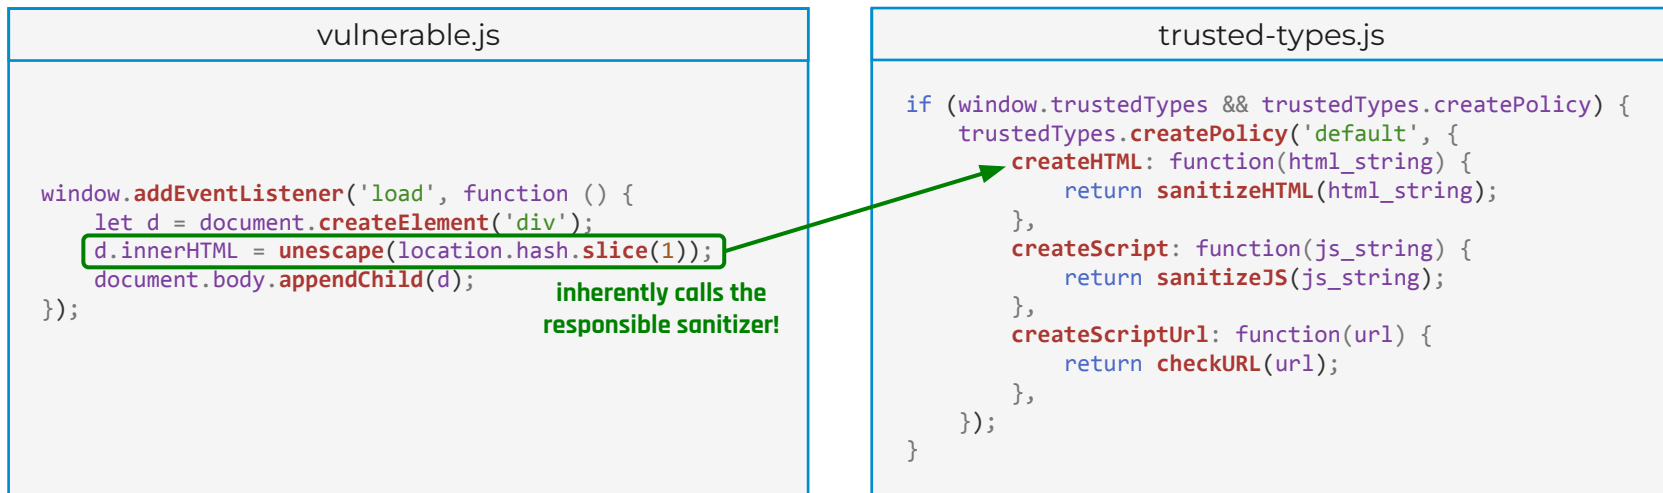 vulnerable.js
window.addEventListener('load', function () {
    let d = document.createElement('div');
    d.innerHTML = unescape(location.hash.slice(1));
    document.body.appendChild(d);
});
inherently calls the
responsible sanitizer!
trusted-types.js
if (window.trustedTypes && trustedTypes.createPolicy) {
    trustedTypes.createPolicy('default', {
        createHTML: function(html_string) {
            return sanitizeHTML(html_string);
        },
        createScript: function(js_string) {
            return sanitizeJS(js_string);
        },
        createScriptUrl: function(url) {
            return checkURL(url);
        },
    });
}